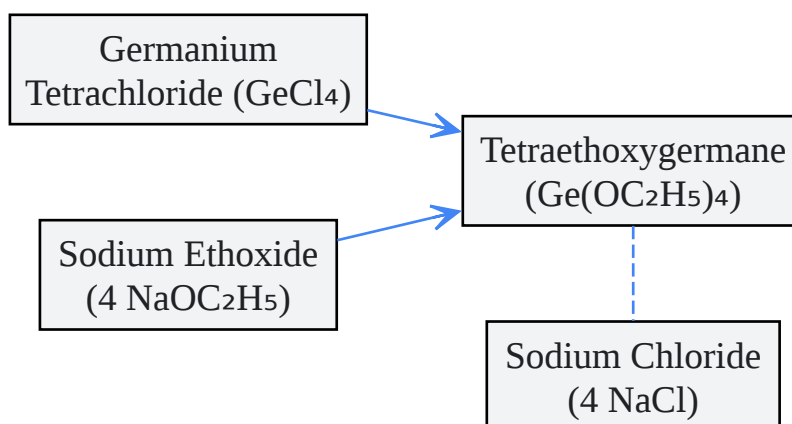 Germanium
Tetrachloride (GeCl₄)
Tetraethoxygermane
(Ge(OC₂H₅)₄)
Sodium Ethoxide
(4 NaOC₂H₅)
Sodium Chloride
(4 NaCl)